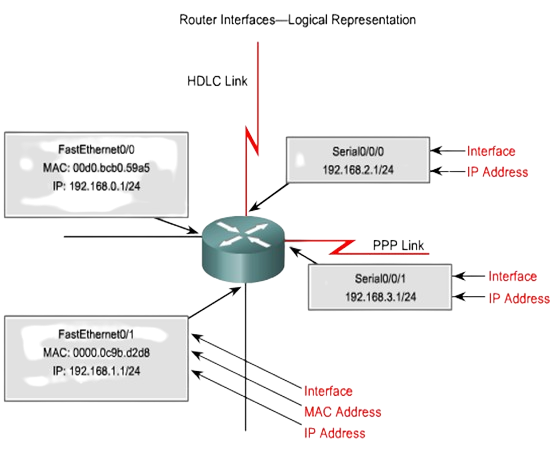 Router Interfaces—Logical Representation
HDLC Link
FastEthernet0/0
MAC: 00d0.bcb0.59a5
IP: 192.168.0.1/24
Serial0/0/0
192.168.2.1/24
Interface
IP Address
PPP Link
Serial0/0/1
192.168.3.1/24
Interface
IP Address
FastEthernet0/1
MAC: 0000.0c9b.d2d8
IP: 192.168.1.1/24
Interface
MAC Address
IP Address